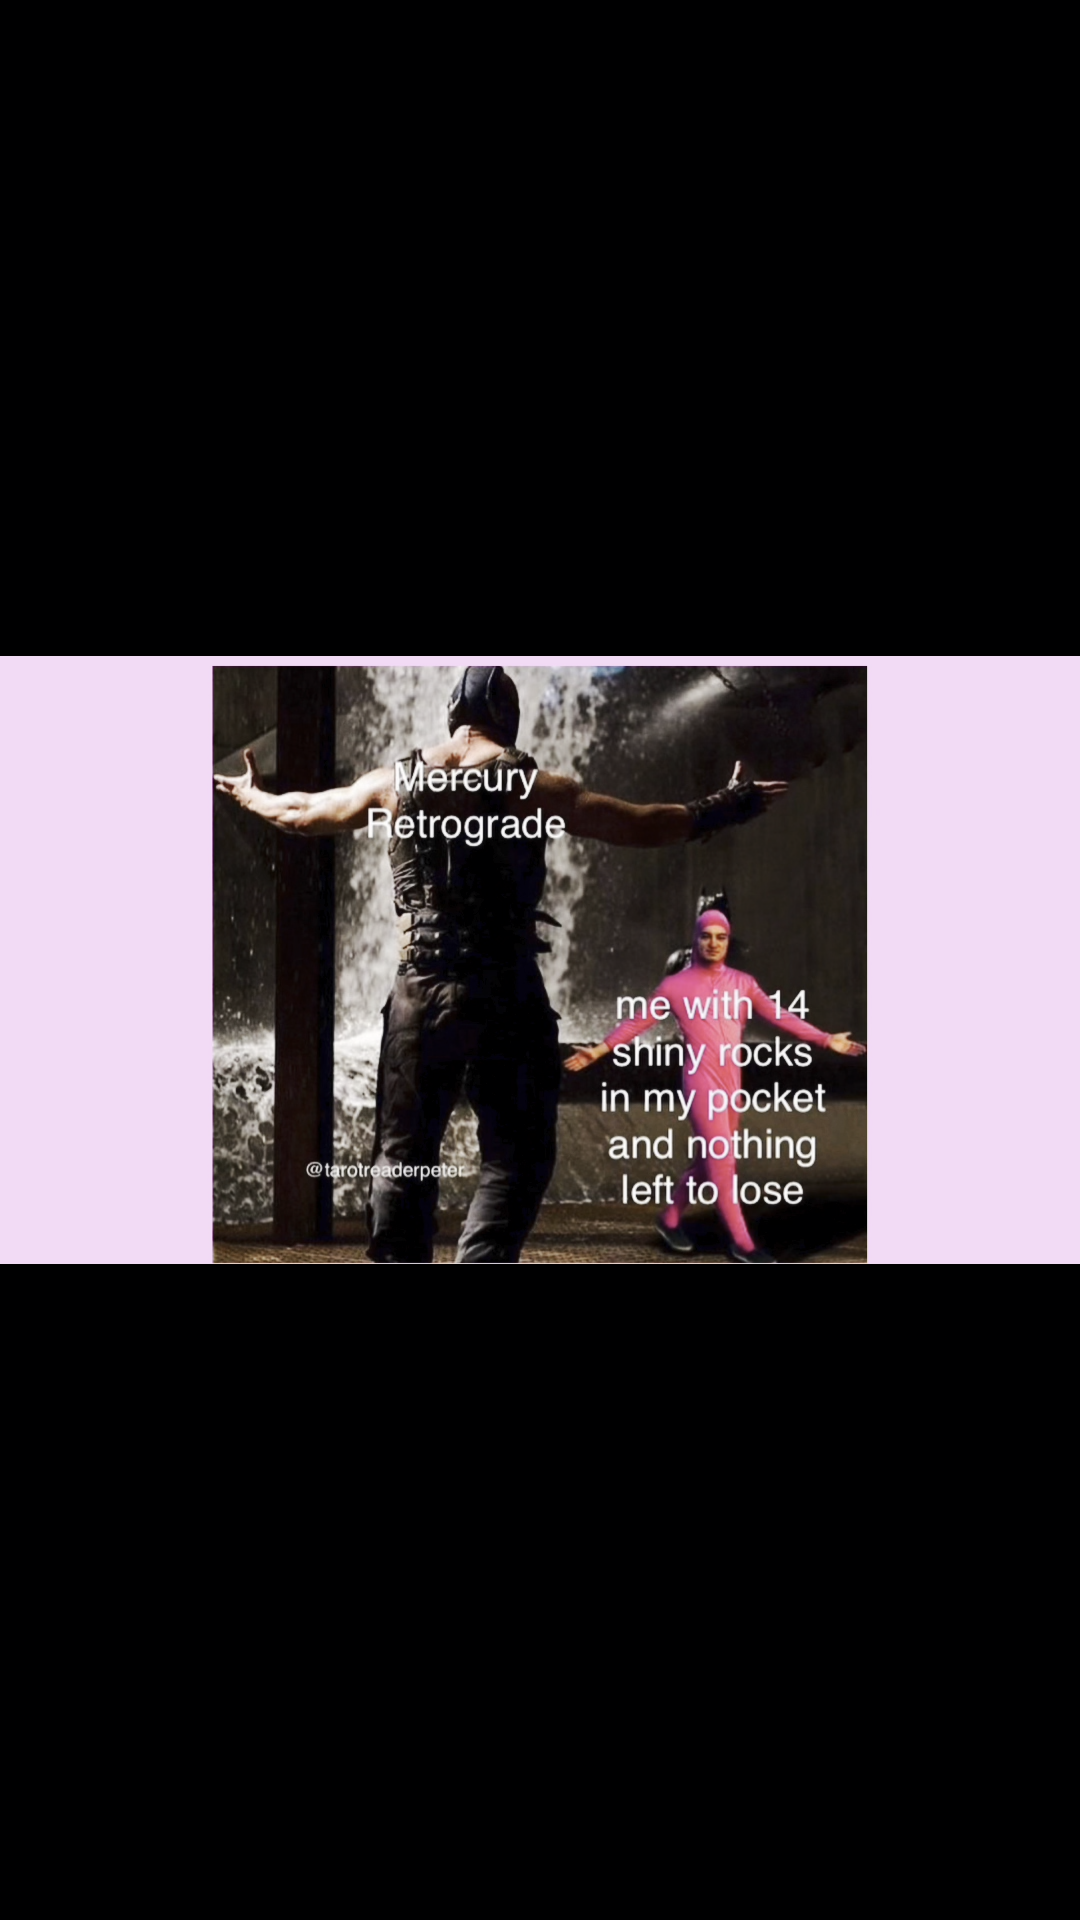 Mercury
Retrograde
me with 14
shiny rocks
in my pocket
and nothing
left to lose
@tarotreaderpeter